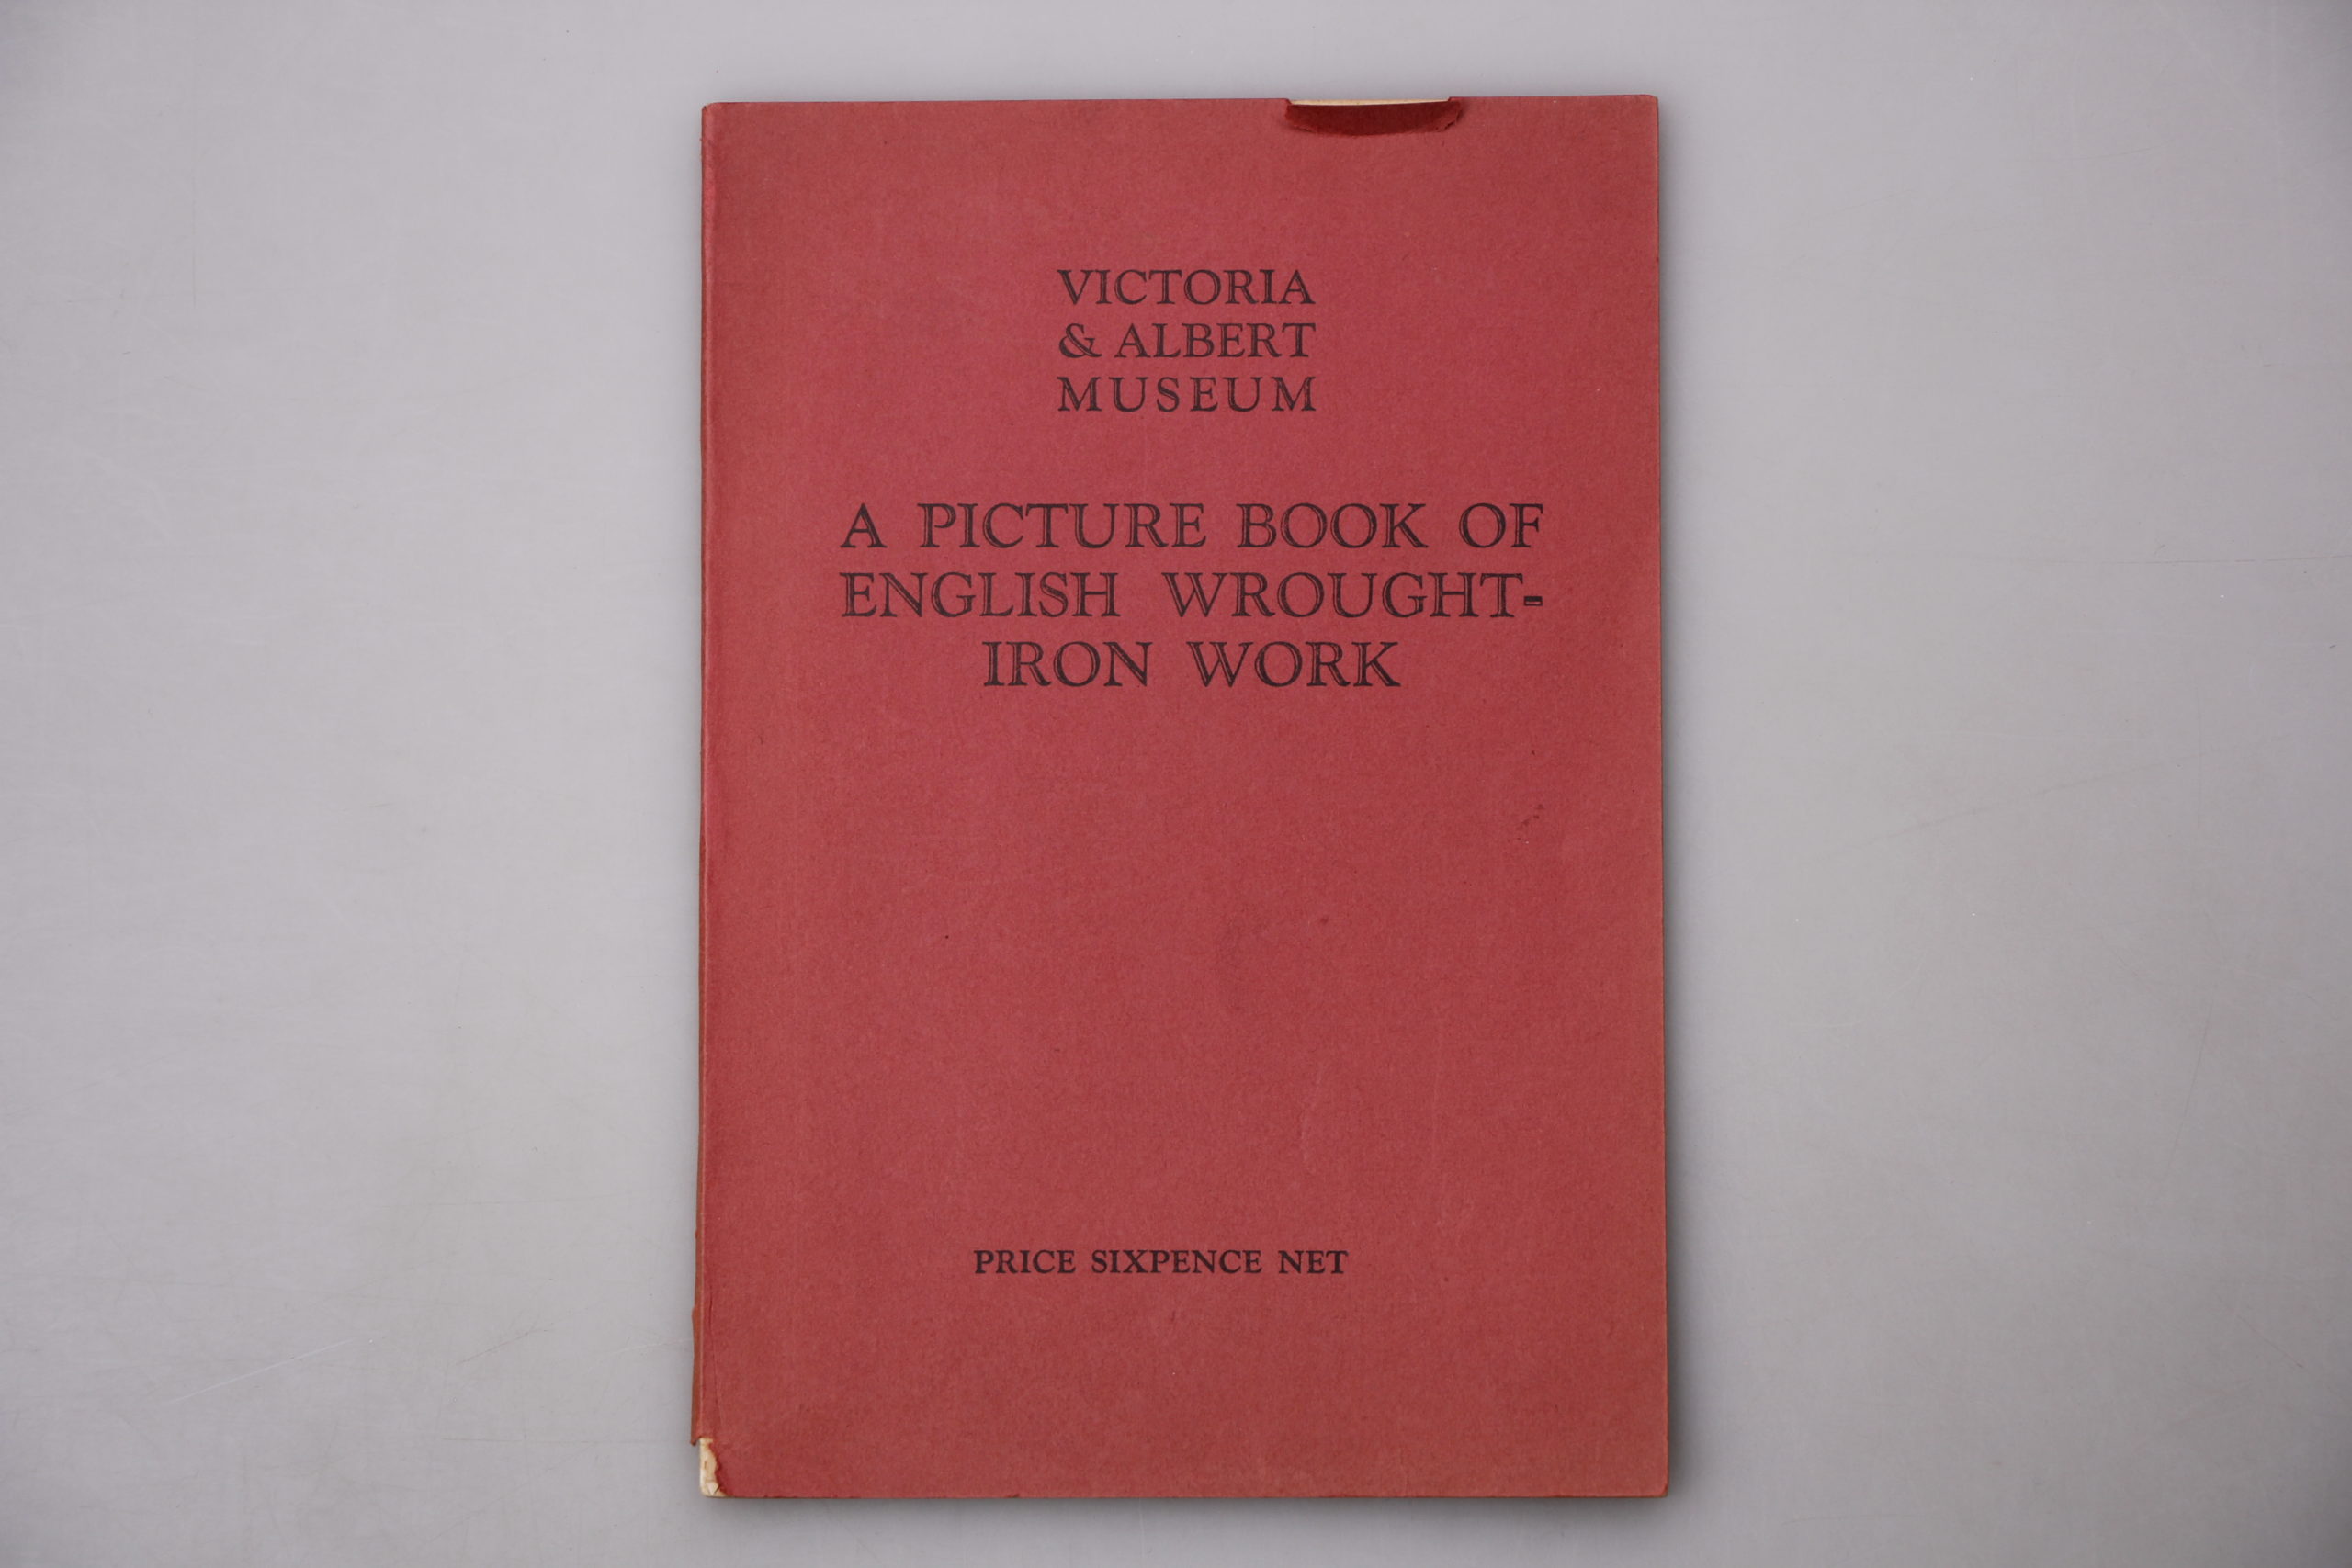 VICTORIA
& ALBERT
MUSEUM
A PICTURE BOOK OF
ENGLISH WROUGHT-
IRON WORK
PRICE SIXPENCE NET